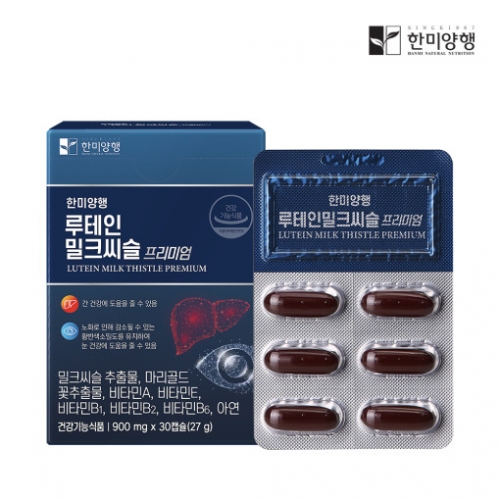 SINCE1987
한미양행
HANMI NATURAL NUTRITION
한미양행
한미양행
루테인
밀크씨슬 프리미엄
LUTEIN MILK THISTLE PREMIUM
건강
기능식품
간 건강에 도움을 줄 수 있음
노화로 인해 감소될 수 있는
황반색소밀도를 유지하여
눈 건강에 도움을 줄 수 있음
밀크씨슬 추출물, 마리골드
꽃추출물, 비타민A, 비타민E,
비타민B1, 비타민B2, 비타민B6, 아연
건강기능식품 | 900 mg x 30캡슐(27 g)
한미양행
루테인밀크씨슬 프리미엄
LUTEIN MILK THISTLE PREMIUM